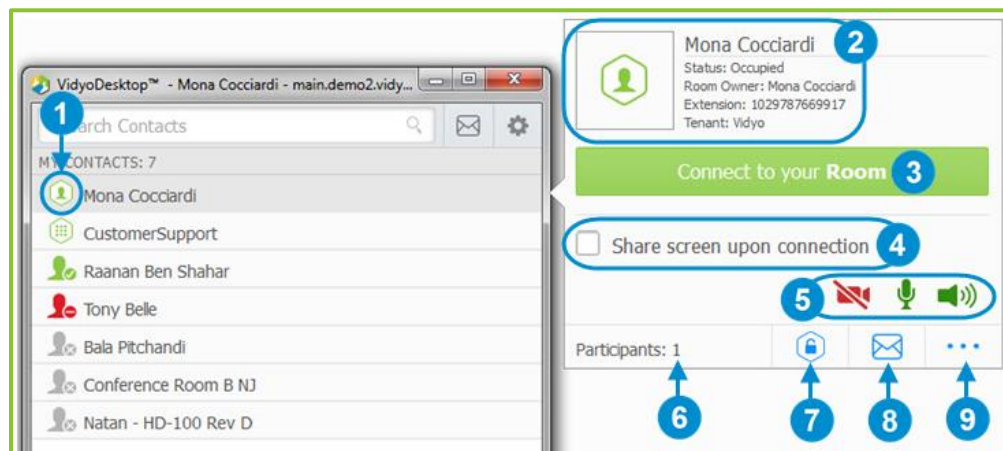 VidyoDesktop™ - Mona Cocciardi - main.demo2.vidy...
1
arch Contacts
MY CONTACTS: 7
Mona Cocciardi
CustomerSupport
Raanan Ben Shahar
Tony Belle
Bala Pitchandi
Conference Room B NJ
Natan - HD-100 Rev D
Mona Cocciardi 2
Status: Occupied
Room Owner: Mona Cocciardi
Extension: 1029787669917
Tenant: Vidyo
Connect to your Room 3
Share screen upon connection 4
5
Participants: 1
6 7 8 9